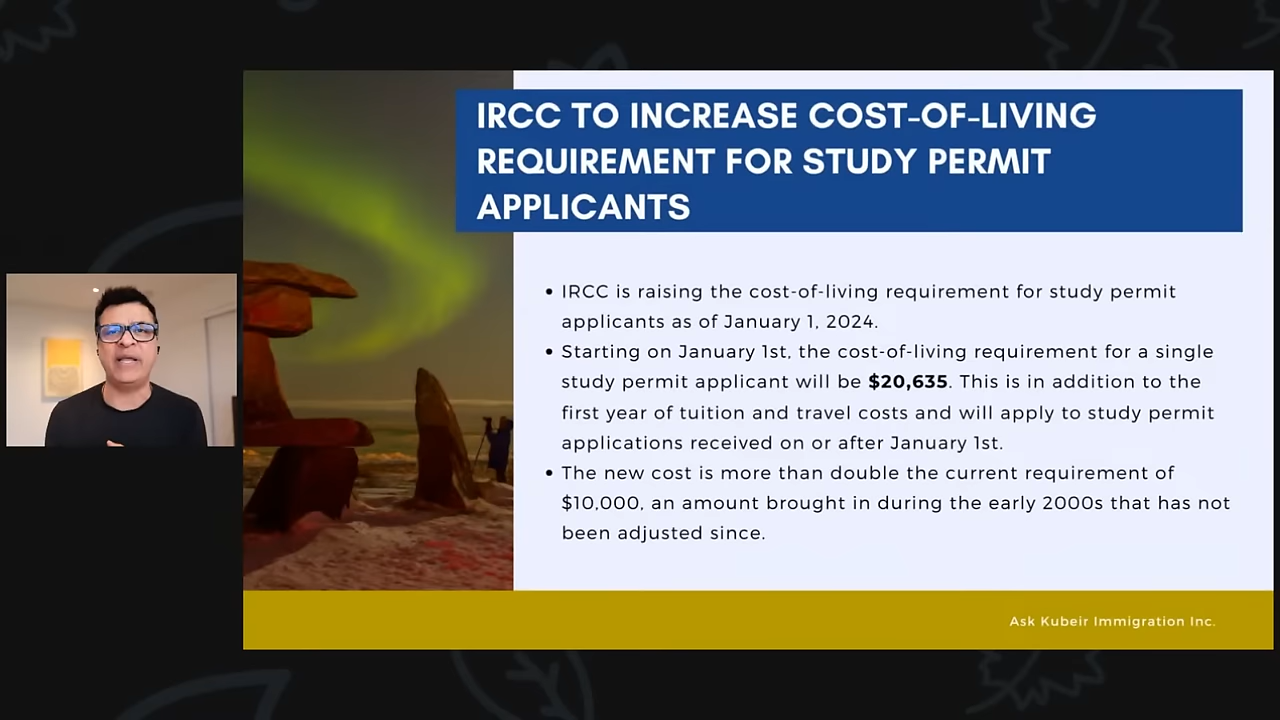 IRCC TO INCREASE COST-OF-LIVING
REQUIREMENT FOR STUDY PERMIT
APPLICANTS
• IRCC is raising the cost-of-living requirement for study permit
applicants as of January 1, 2024.
• Starting on January 1st, the cost-of-living requirement for a single
study permit applicant will be $20,635. This is in addition to the
first year of tuition and travel costs and will apply to study permit
applications received on or after January 1st.
• The new cost is more than double the current requirement of
$10,000, an amount brought in during the early 2000s that has not
been adjusted since.
Ask Kubeir Immigration Inc.